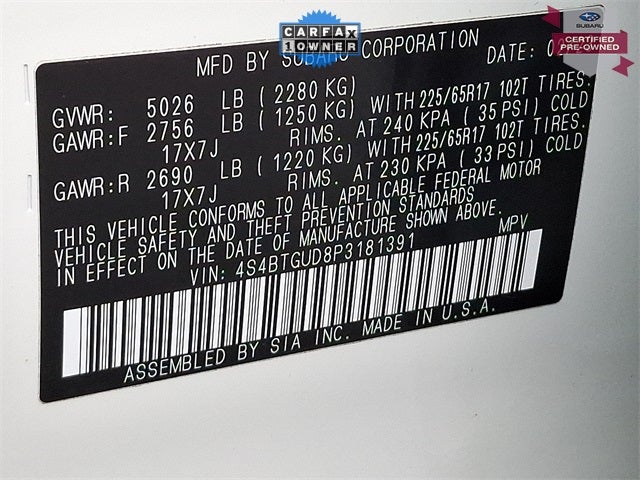 CARFAX
1 OWNER
SUBARU
CERTIFIED
PRE-OWNED
MFD BY SUBARU CORPORATION DATE:
GVWR: 5026 LB (2280 KG)
GAWR:F 2756 LB (1250 KG) WITH 225/65R17 102T TIRES.
17X7J RIMS. AT 240 KPA (35 PSI) COLD
GAWR:R 2690 LB (1220 KG) WITH 225/65R17 102T TIRES.
17X7J RIMS. AT 230 KPA (33 PSI) COLD
THIS VEHICLE CONFORMS TO ALL APPLICABLE FEDERAL MOTOR
VEHICLE SAFETY AND THEFT PREVENTION STANDARDS
IN EFFECT ON THE DATE OF MANUFACTURE SHOWN ABOVE.
VIN: 4S4BTGUD8P3181391 MPV
ASSEMBLED BY SIA INC. MADE IN U.S.A.